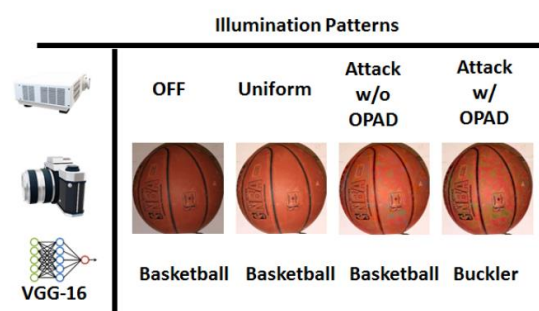 Illumination Patterns
OFF
Uniform
Attack
w/o
OPAD
Attack
w/
OPAD
VGG-16
Basketball
Basketball
Basketball
Buckler